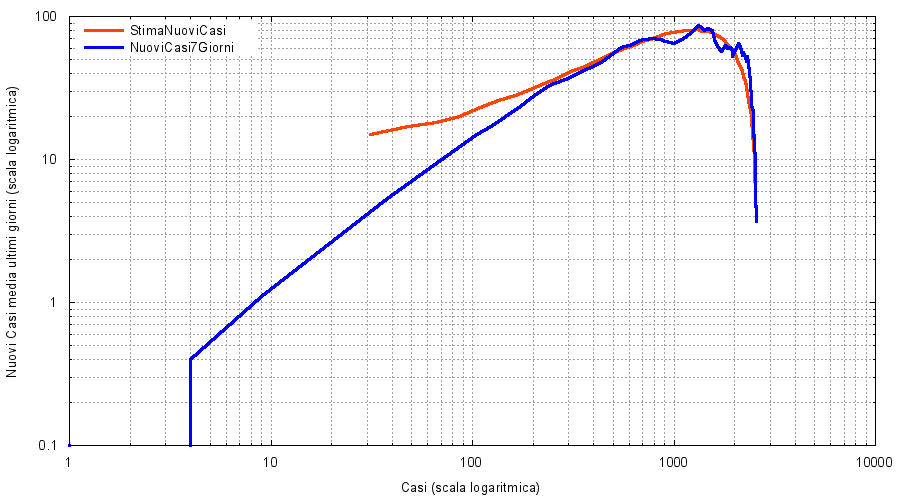 100
StimaNuoviCasi
NuoviCasi7Giorni
10
1
0.1
1 10 100 1000 10000
Casi (scala logaritmica)
Nuovi Casi media ultimi giorni (scala logaritmica)